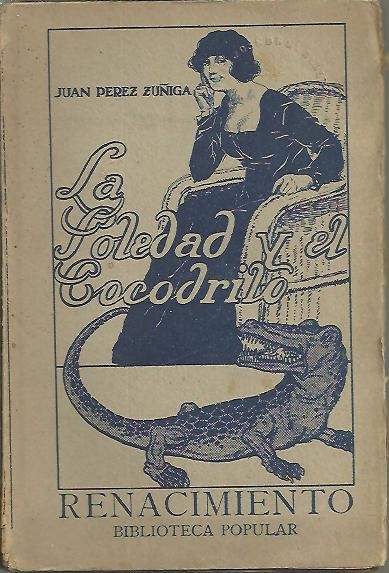 JUAN PEREZ ZUÑIGA
La
Soledad y el
Cocodrilo
RENACIMIENTO
BIBLIOTECA POPULAR